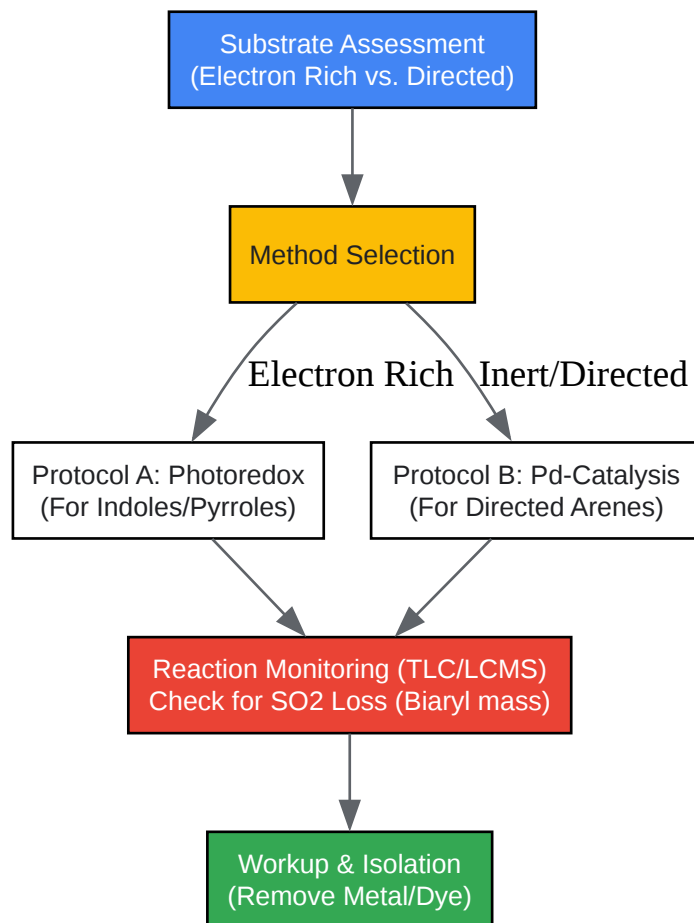 Substrate Assessment
(Electron Rich vs. Directed)
Method Selection
Electron Rich
Inert/Directed
Protocol A: Photoredox
(For Indoles/Pyrroles)
Protocol B: Pd-Catalysis
(For Directed Arenes)
Reaction Monitoring (TLC/LCMS)
Check for SO2 Loss (Biaryl mass)
Workup & Isolation
(Remove Metal/Dye)